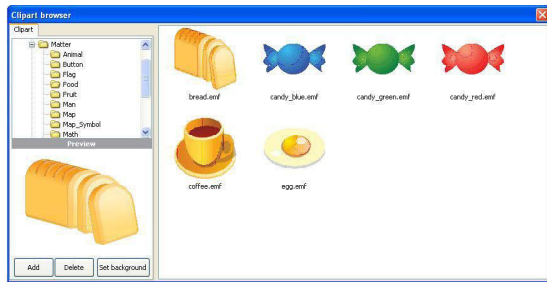 Clipart browser
Clipart
Matter
Animal
Button
Flag
Food
Fruit
Man
Map
Map_Symbol
Math
Preview
Add
Delete
Set background
bread.emf
candy_blue.emf
candy_green.emf
candy_red.emf
coffee.emf
egg.emf